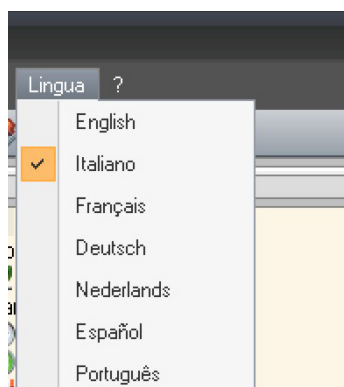 Lingua ?
English
Italiano
Français
Deutsch
Nederlands
Español
Português